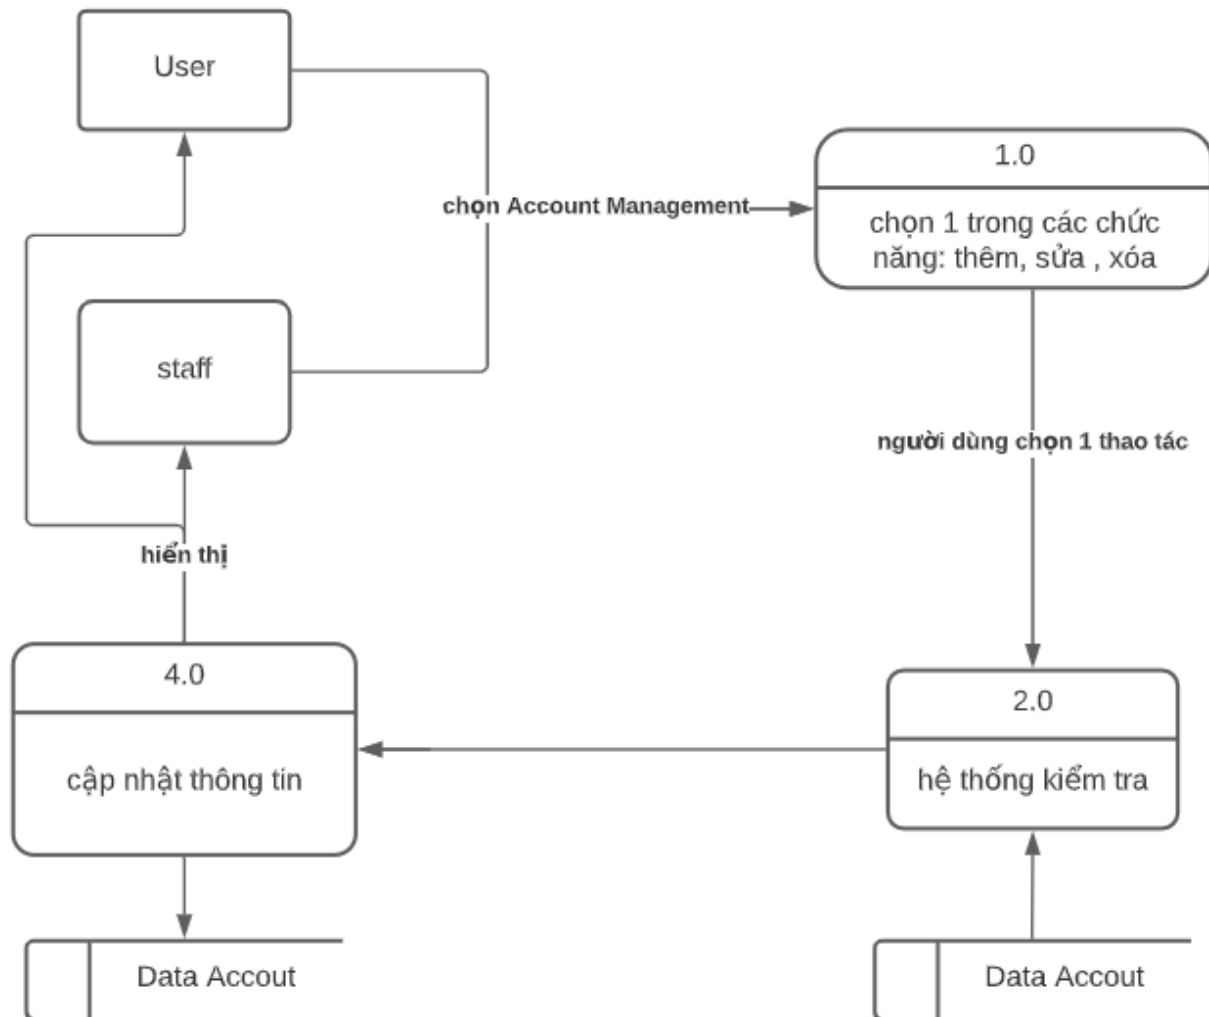 User
chọn Account Management
1.0
chọn 1 trong các chức
năng: thêm, sửa , xóa
staff
người dùng chọn 1 thao tác
hiển thị
4.0
cập nhật thông tin
2.0
hệ thống kiểm tra
Data Accout
Data Accout